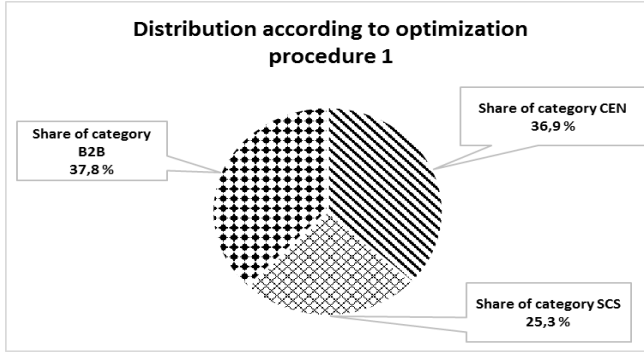 Distribution according to optimization
procedure 1
Share of category CEN
36,9 %
Share of category
B2B
37,8 %
Share of category SCS
25,3 %